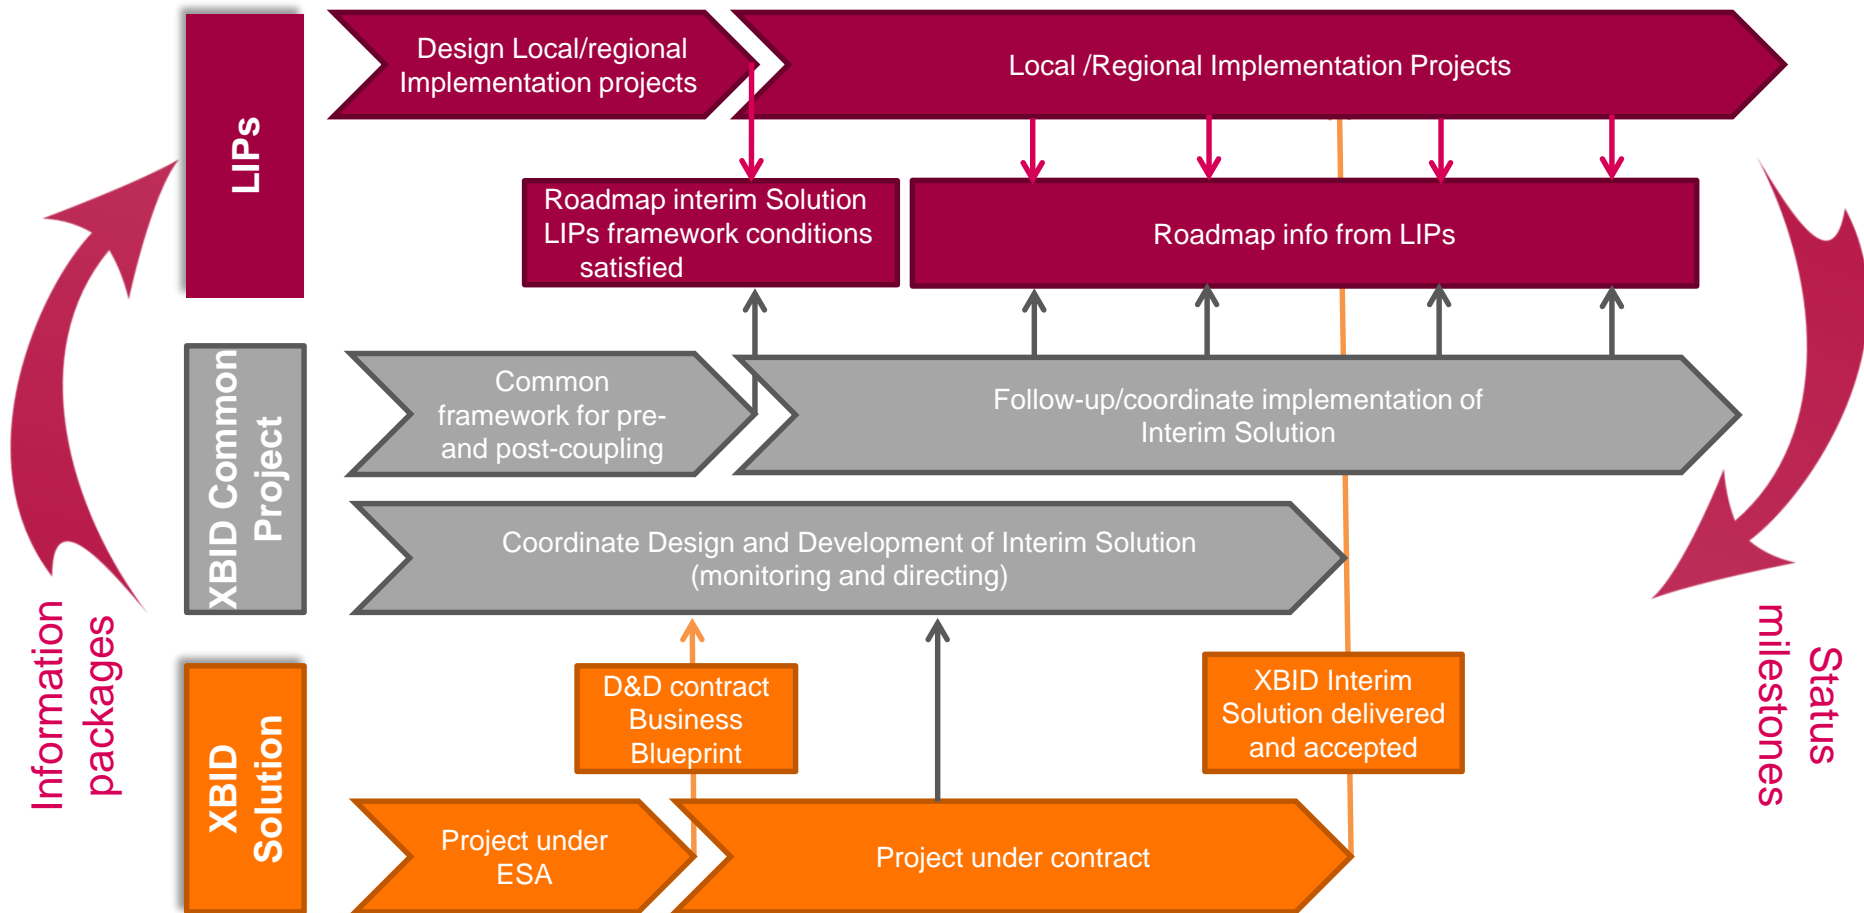 LIPs
Design Local/regional
Implementation projects
Local /Regional Implementation Projects
Roadmap interim Solution
LIPs framework conditions
satisfied
Roadmap info from LIPs
XBID Common
Project
Common
framework for pre-
and post-coupling
Follow-up/coordinate implementation of
Interim Solution
Coordinate Design and Development of Interim Solution
(monitoring and directing)
XBID
Solution
D&D contract
Business
Blueprint
XBID Interim
Solution delivered
and accepted
Project under
ESA
Project under contract
Information
packages
Status
milestones